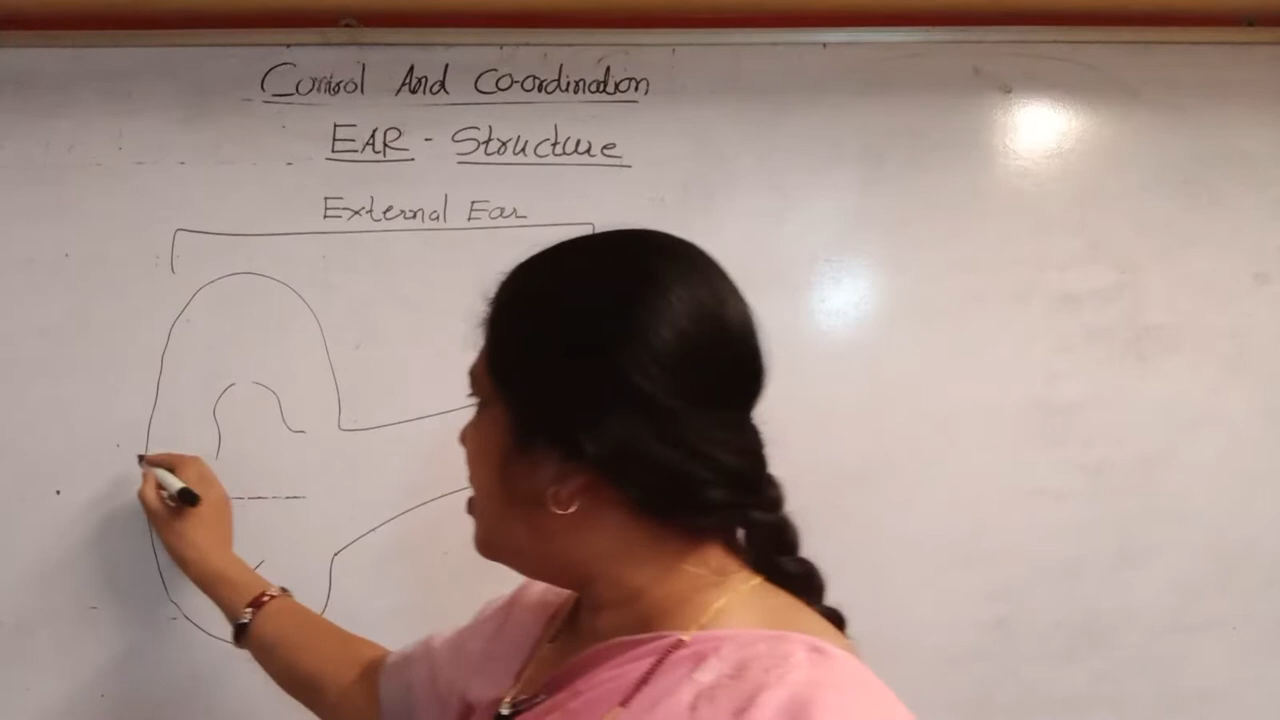 Control And Co-ordination
EAR - Structure
External Ear